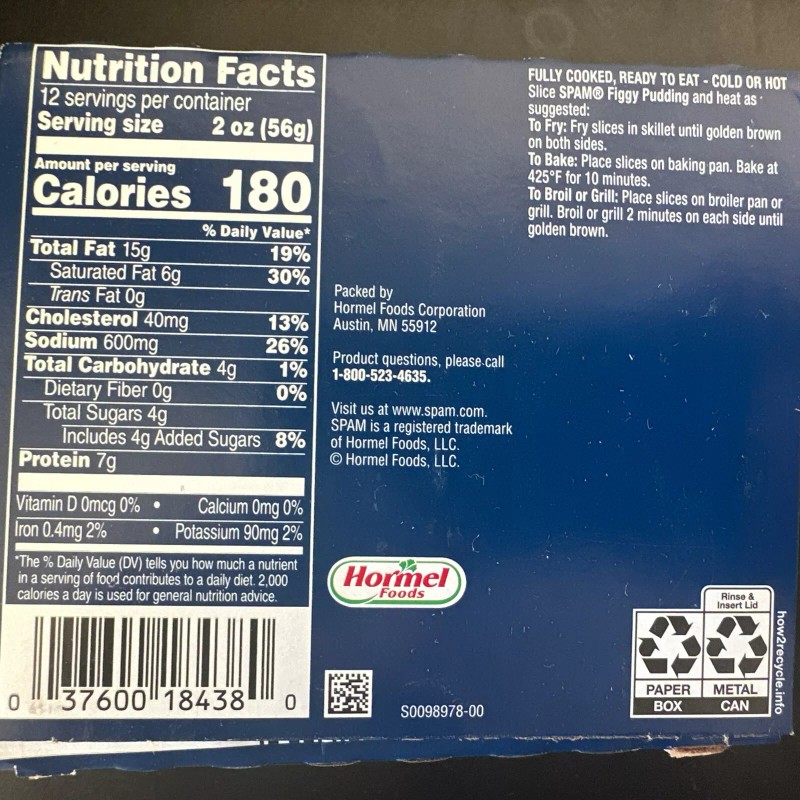 Nutrition Facts
12 servings per container
Serving size 2 oz (56g)
Amount per serving
Calories 180
% Daily Value*
Total Fat 15g 19%
Saturated Fat 6g 30%
Trans Fat 0g
Cholesterol 40mg 13%
Sodium 600mg 26%
Total Carbohydrate 4g 1%
Dietary Fiber 0g 0%
Total Sugars 4g
Includes 4g Added Sugars 8%
Protein 7g
Vitamin D 0mcg 0% • Calcium 0mg 0%
Iron 0.4mg 2% • Potassium 90mg 2%
*The % Daily Value (DV) tells you how much a nutrient
in a serving of food contributes to a daily diet. 2,000
calories a day is used for general nutrition advice.
0 37600 18438 0
FULLY COOKED, READY TO EAT - COLD OR HOT
Slice SPAM® Figgy Pudding and heat as
suggested:
To Fry: Fry slices in skillet until golden brown
on both sides.
To Bake: Place slices on baking pan. Bake at
425°F for 10 minutes.
To Broil or Grill: Place slices on broiler pan or
grill. Broil or grill 2 minutes on each side until
golden brown.
Packed by
Hormel Foods Corporation
Austin, MN 55912
Product questions, please call
1-800-523-4635.
Visit us at www.spam.com.
SPAM is a registered trademark
of Hormel Foods, LLC.
© Hormel Foods, LLC.
Hormel
Foods
S0098978-00
Rinse &
Insert Lid
PAPER
BOX
METAL
CAN
how2recycle.info